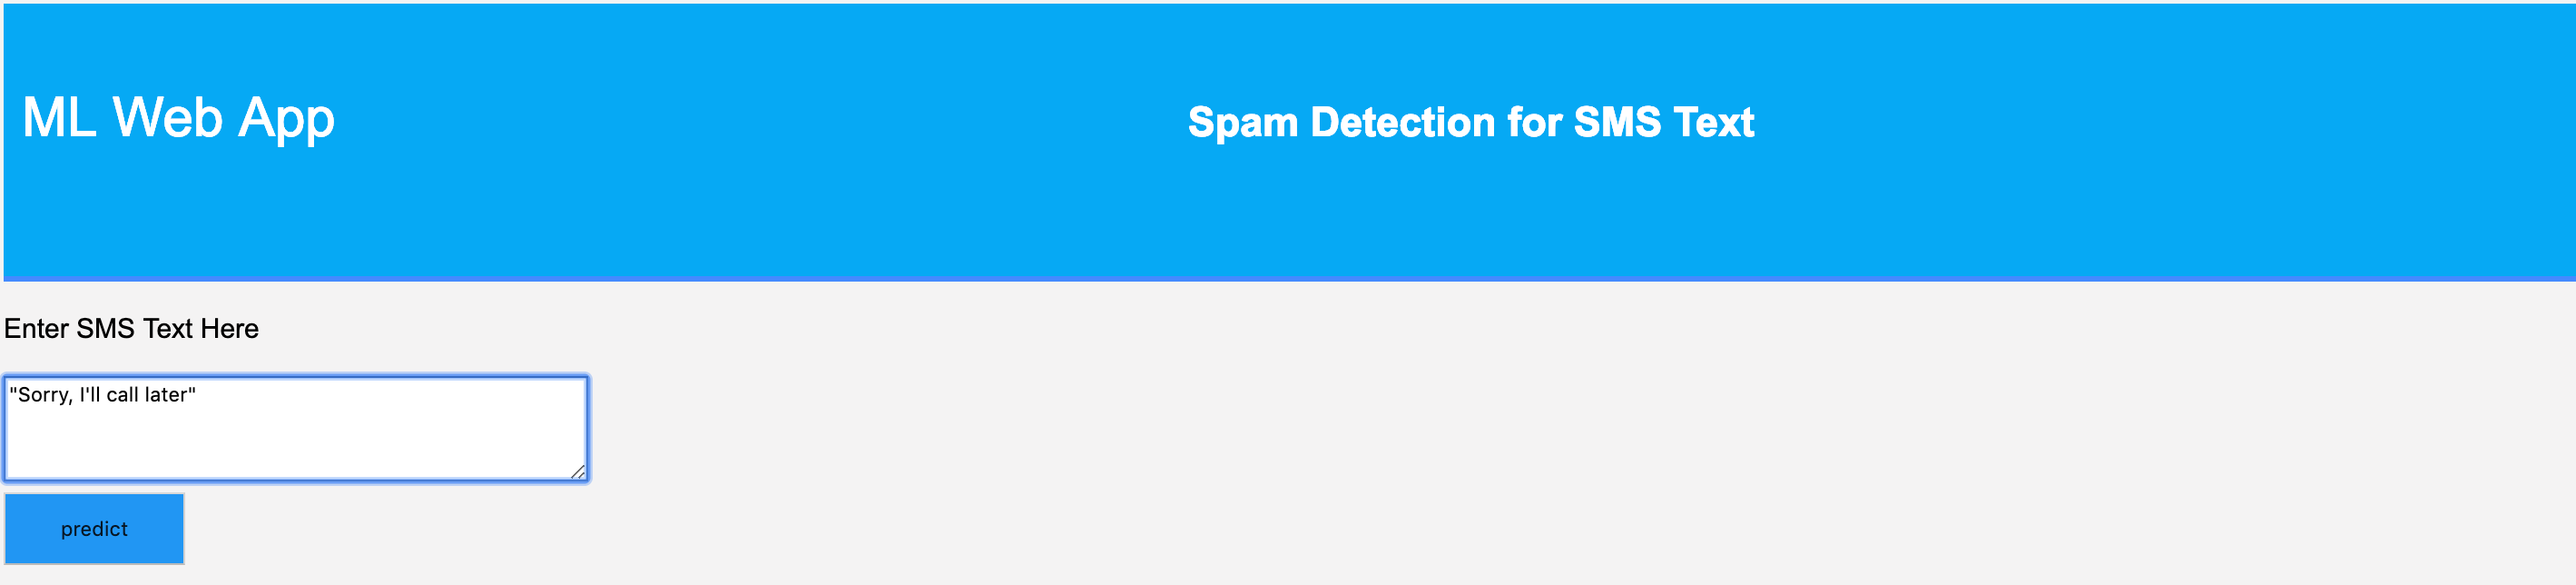 ML Web App
Spam Detection for SMS Text
Enter SMS Text Here
"Sorry, I'll call later"
predict